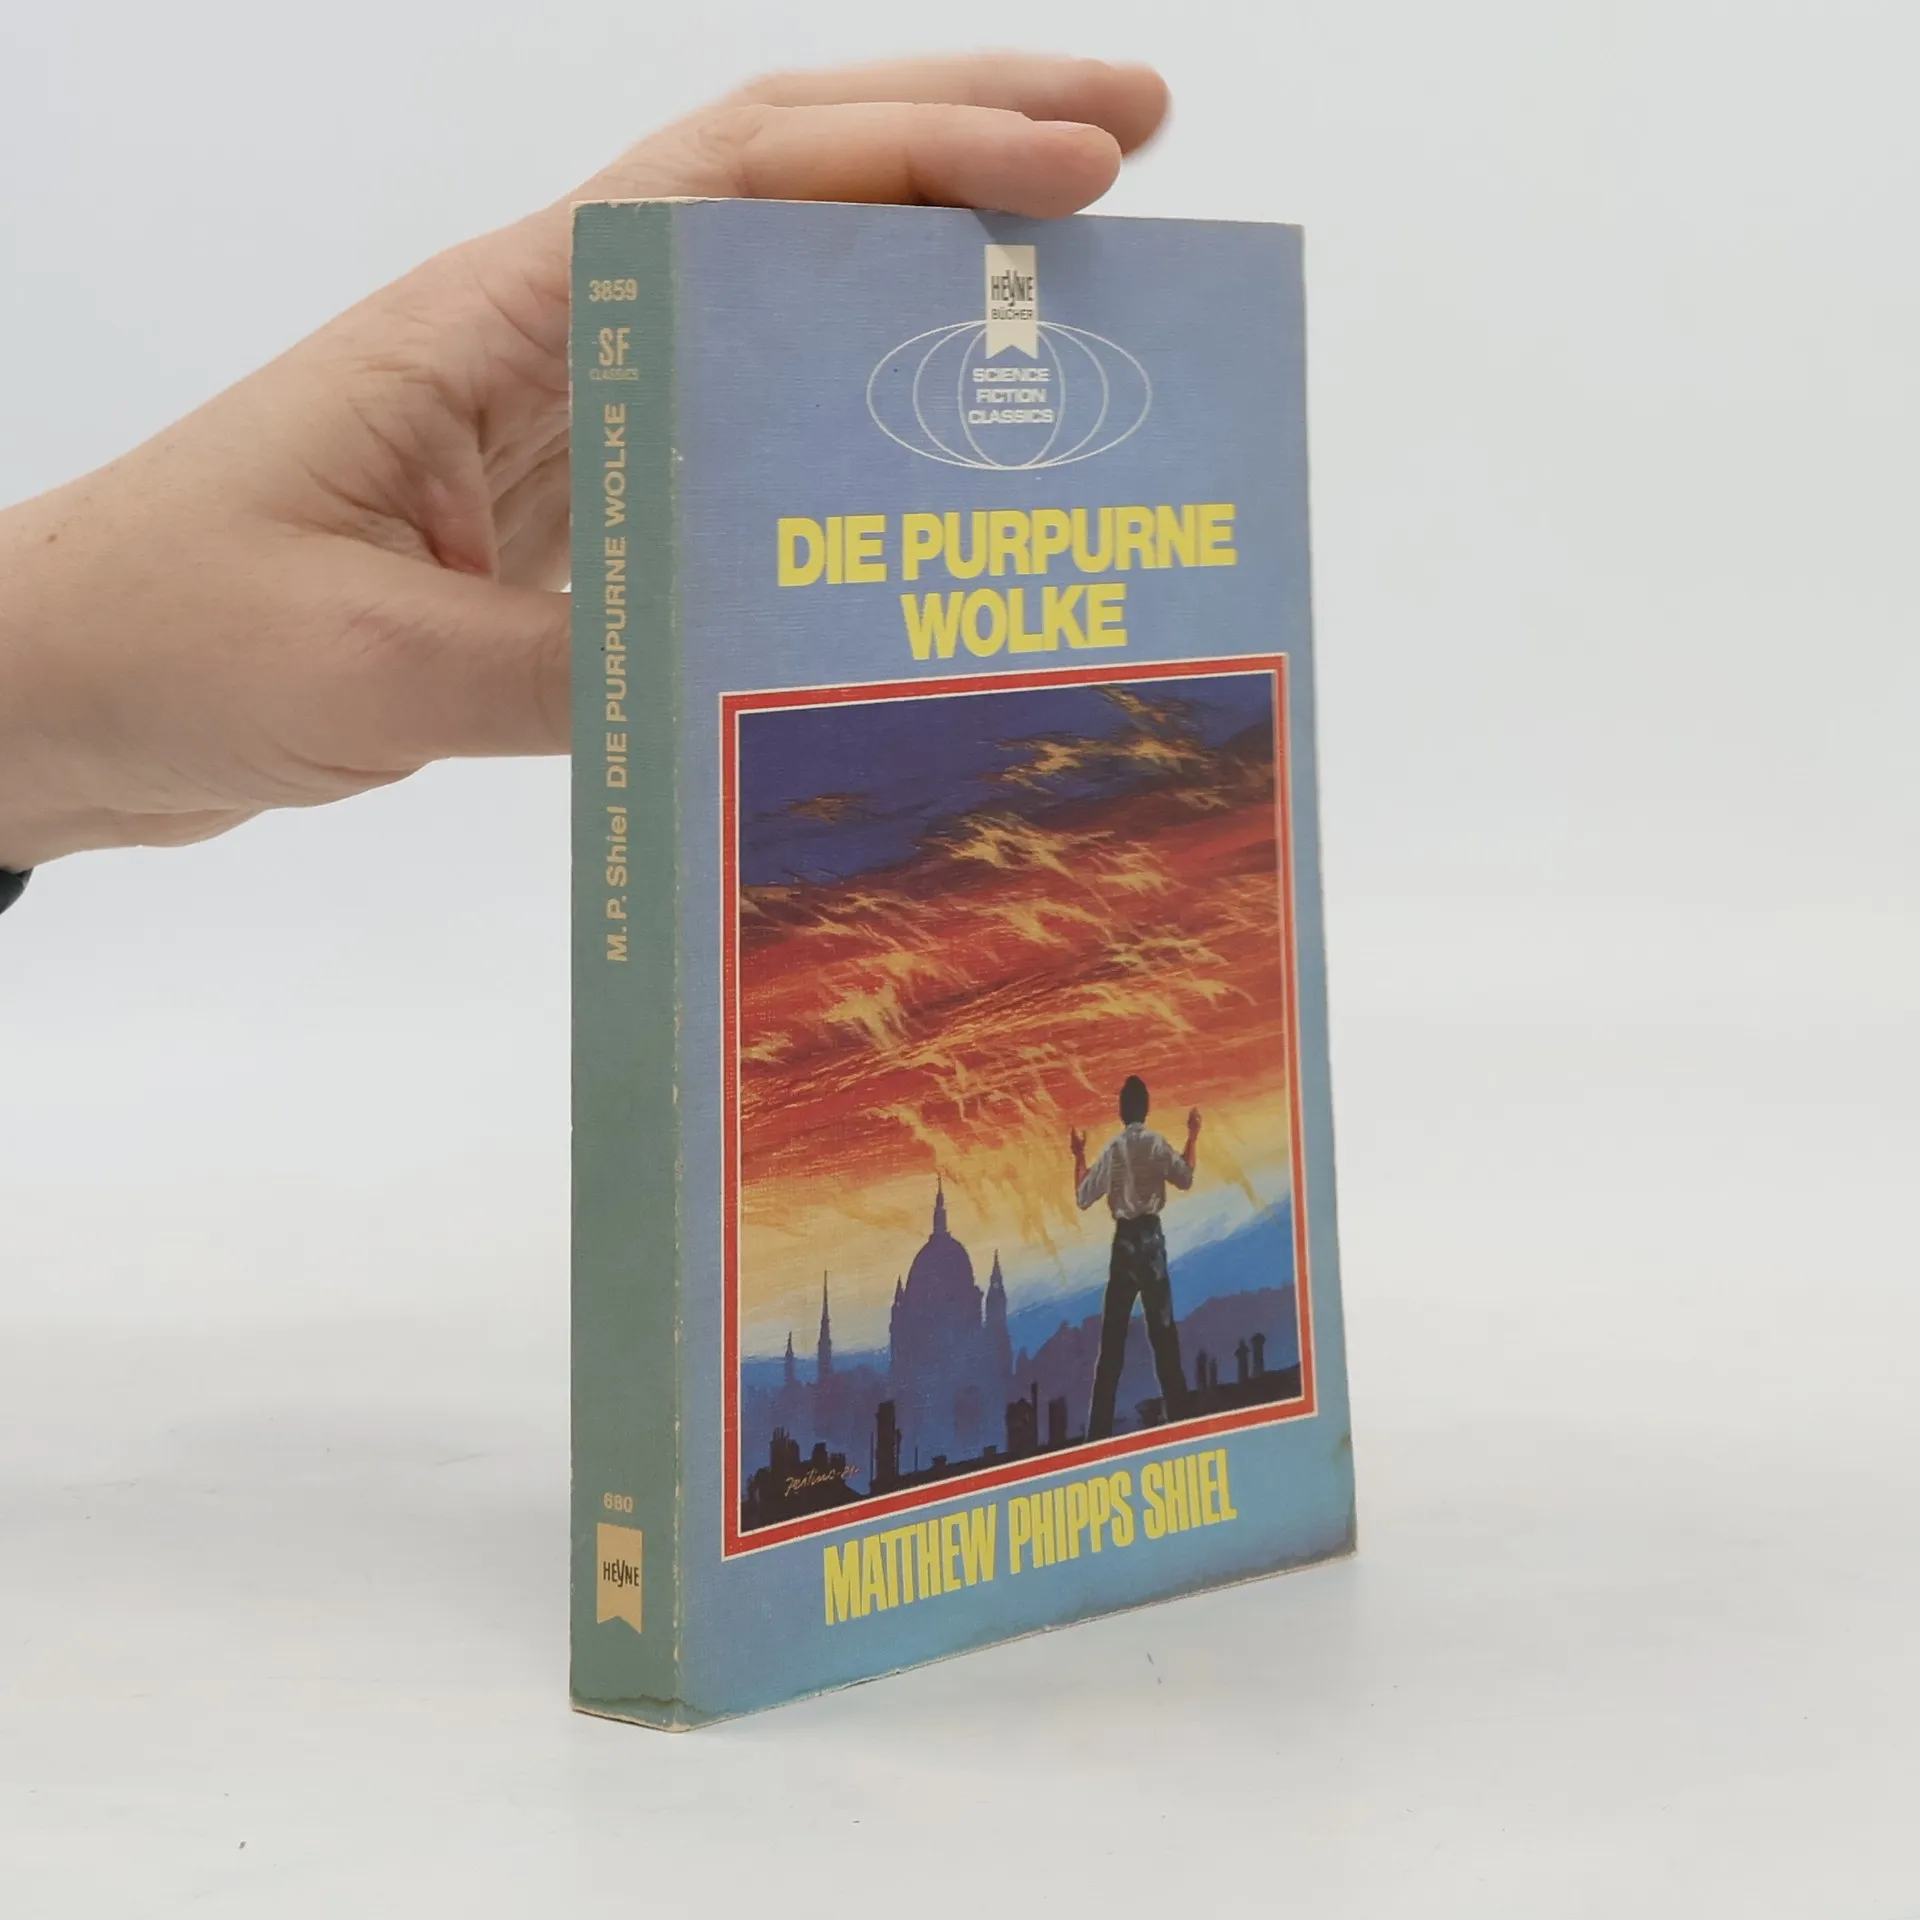 3859
SF
CLASSICS
M.P. Shiel DIE PURPURNE WOLKE
680
HEYNE
HEYNE
BÜCHER
SCIENCE
FICTION
CLASSICS
DIE PURPURNE
WOLKE
MATTHEW PHIPPS SHIEL